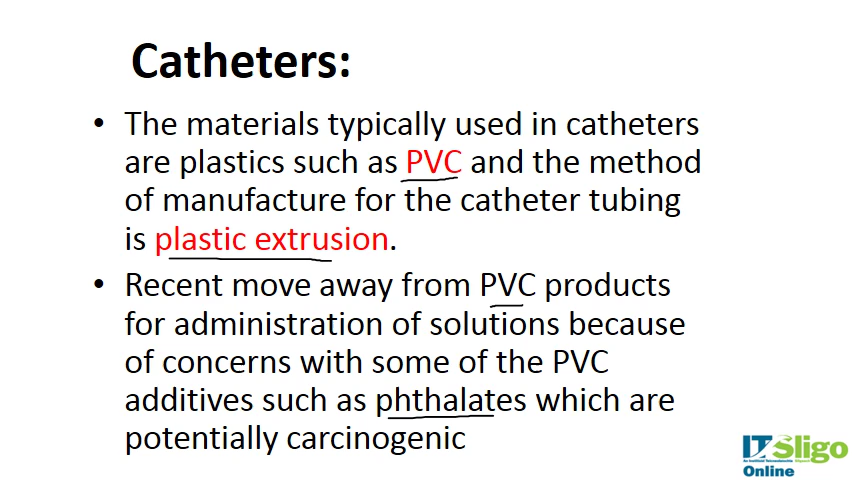 Catheters:
• The materials typically used in catheters
are plastics such as PVC and the method
of manufacture for the catheter tubing
is plastic extrusion.
• Recent move away from PVC products
for administration of solutions because
of concerns with some of the PVC
additives such as phthalates which are
potentially carcinogenic
IT Sligo
Online